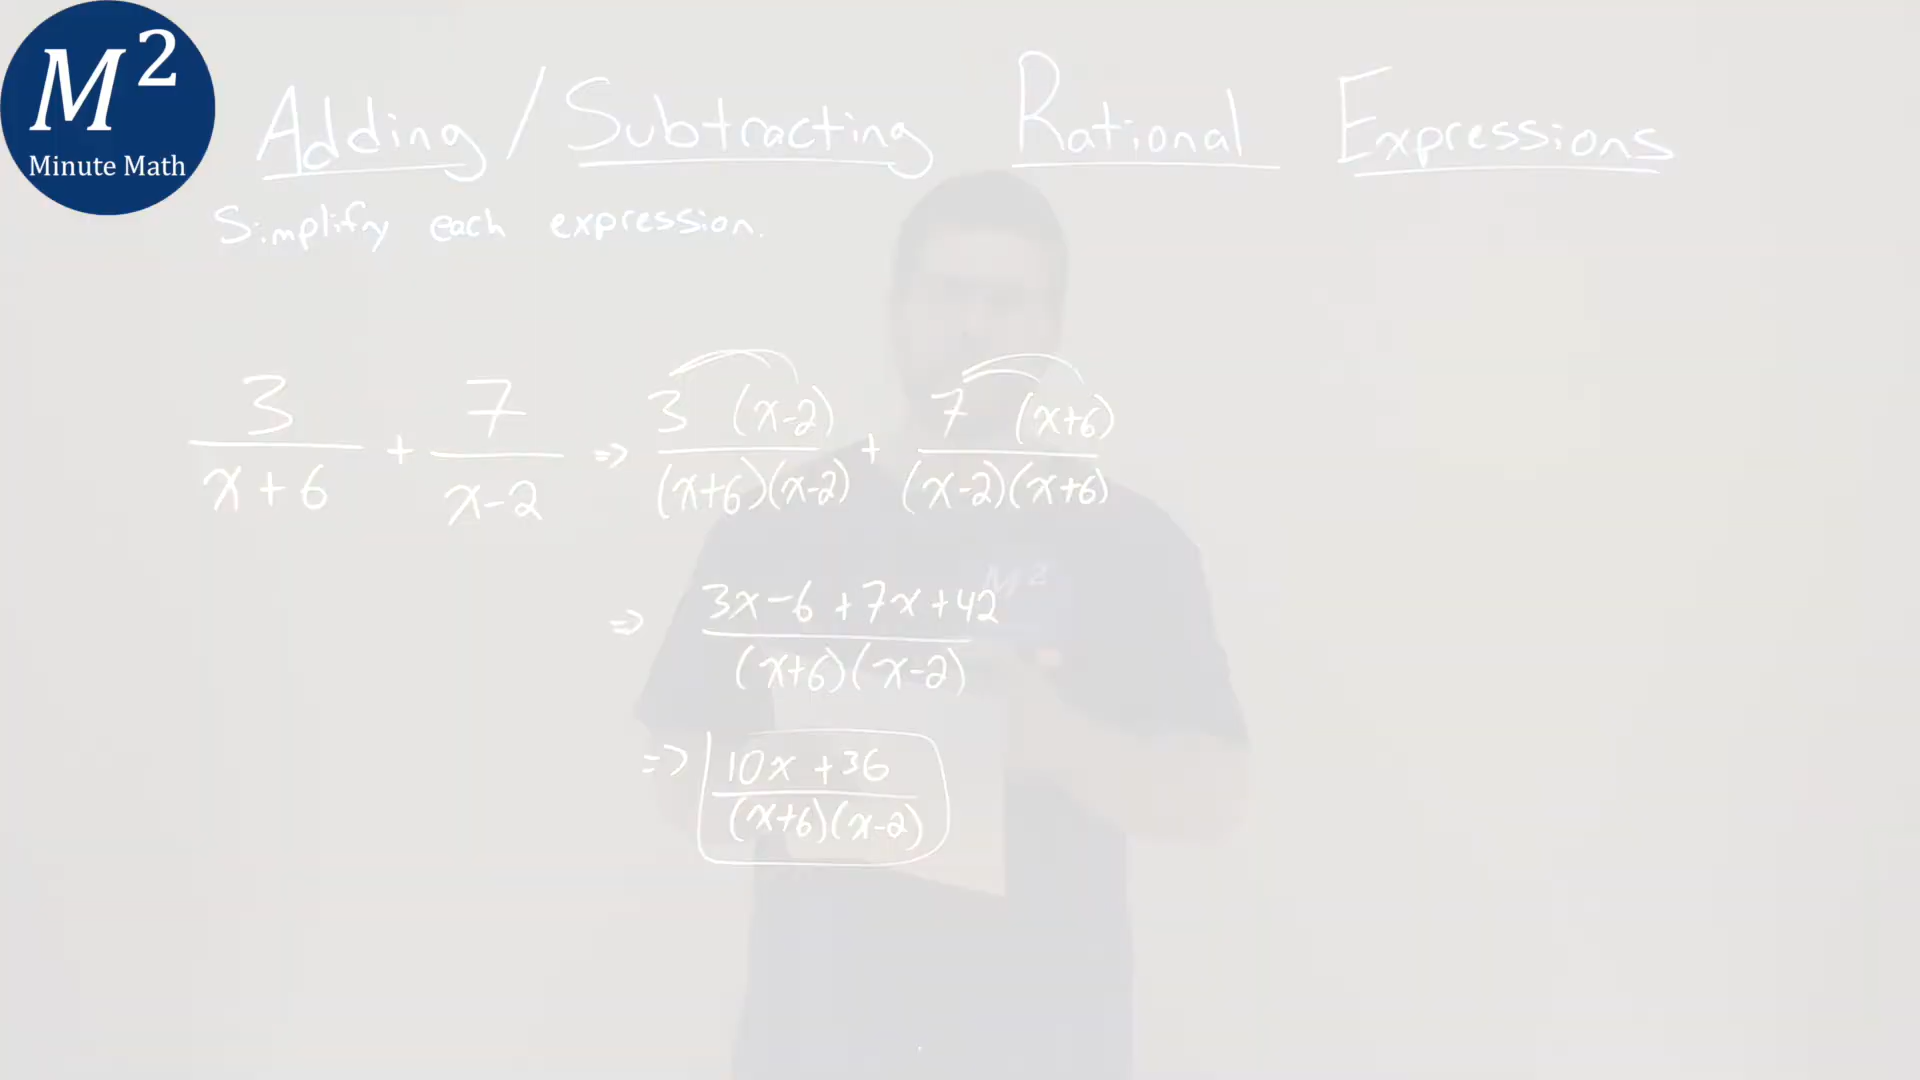 M²
Minute Math
Adding / Subtracting Rational Expressions
Simplify each expression.
3/(x+6) + 7/(x-2) => 3 (x-2)/(x+6)(x-2) + 7 (x+6)/(x-2)(x+6)
M²
=> 3x-6+7x+42/(x+6)(x-2)
=> 10x+36/(x+6)(x-2)